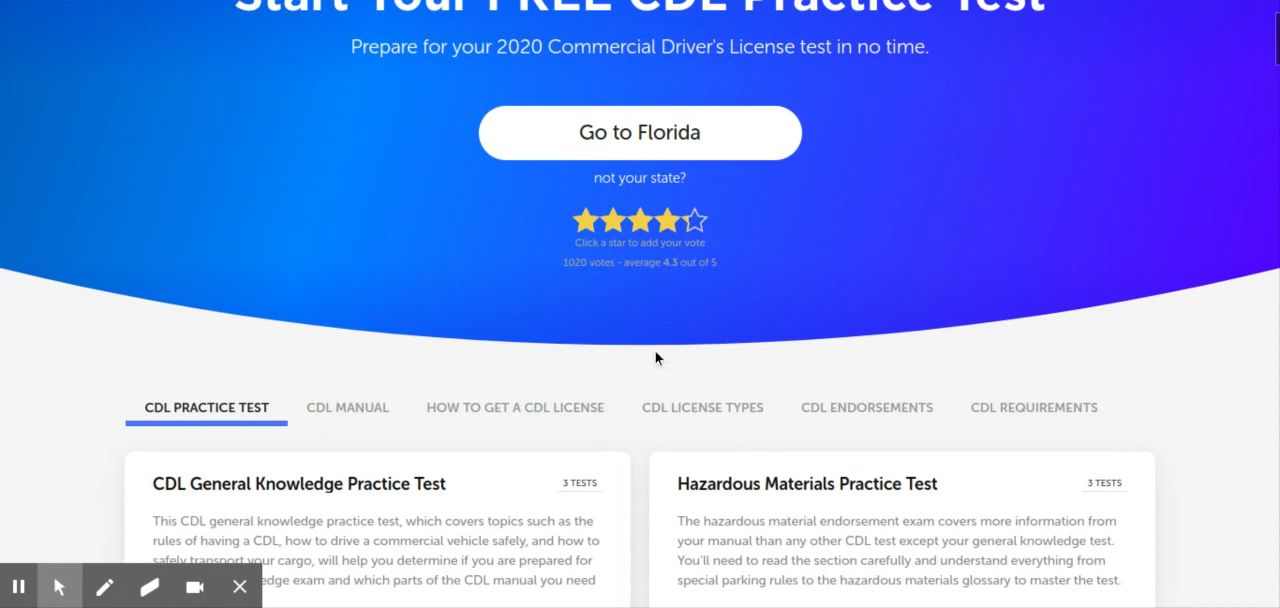 Start Your FREE CDL Practice Test
Prepare for your 2020 Commercial Driver's License test in no time.
Go to Florida
not your state?
Click a star to add your vote
1020 votes - average 4.3 out of 5
CDL PRACTICE TEST CDL MANUAL HOW TO GET A CDL LICENSE CDL LICENSE TYPES CDL ENDORSEMENTS CDL REQUIREMENTS
CDL General Knowledge Practice Test 3 TESTS
This CDL general knowledge practice test, which covers topics such as the
rules of having a CDL, how to drive a commercial vehicle safely, and how to
safely transport your cargo, will help you determine if you are prepared for
edge exam and which parts of the CDL manual you need
Hazardous Materials Practice Test 3 TESTS
The hazardous material endorsement exam covers more information from
your manual than any other CDL test except your general knowledge test.
You'll need to read the section carefully and understand everything from
special parking rules to the hazardous materials glossary to master the test.